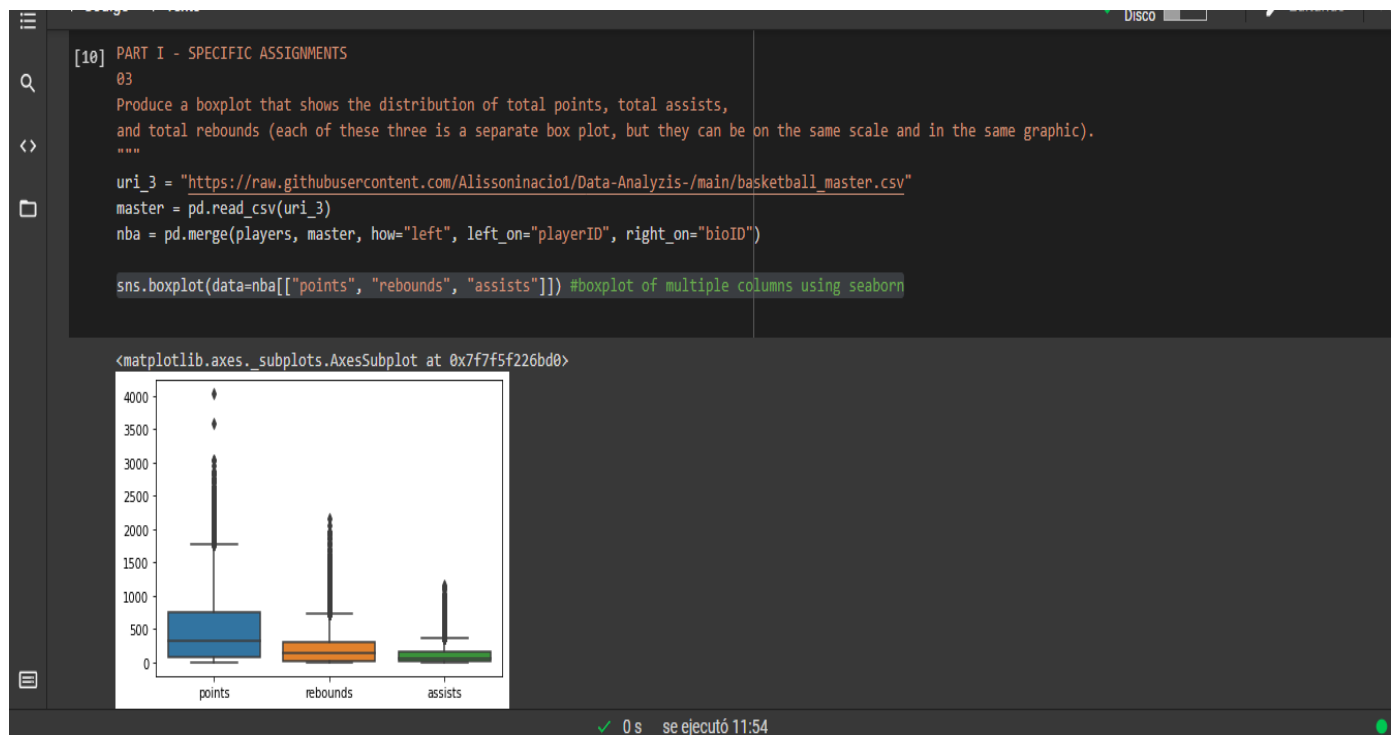 Disco
[10] PART I - SPECIFIC ASSIGNMENTS
03
Produce a boxplot that shows the distribution of total points, total assists,
and total rebounds (each of these three is a separate box plot, but they can be on the same scale and in the same graphic).
"""
uri_3 = "https://raw.githubusercontent.com/Alissoninacio1/Data-Analyzis-/main/basketball_master.csv"
master = pd.read_csv(uri_3)
nba = pd.merge(players, master, how="left", left_on="playerID", right_on="bioID")
sns.boxplot(data=nba[["points", "rebounds", "assists"]]) #boxplot of multiple columns using seaborn
<matplotlib.axes._subplots.AxesSubplot at 0x7f7f5f226bd0>
4000
3500
3000
2500
2000
1500
1000
500
0
points rebounds assists
0 s se ejecutó 11:54